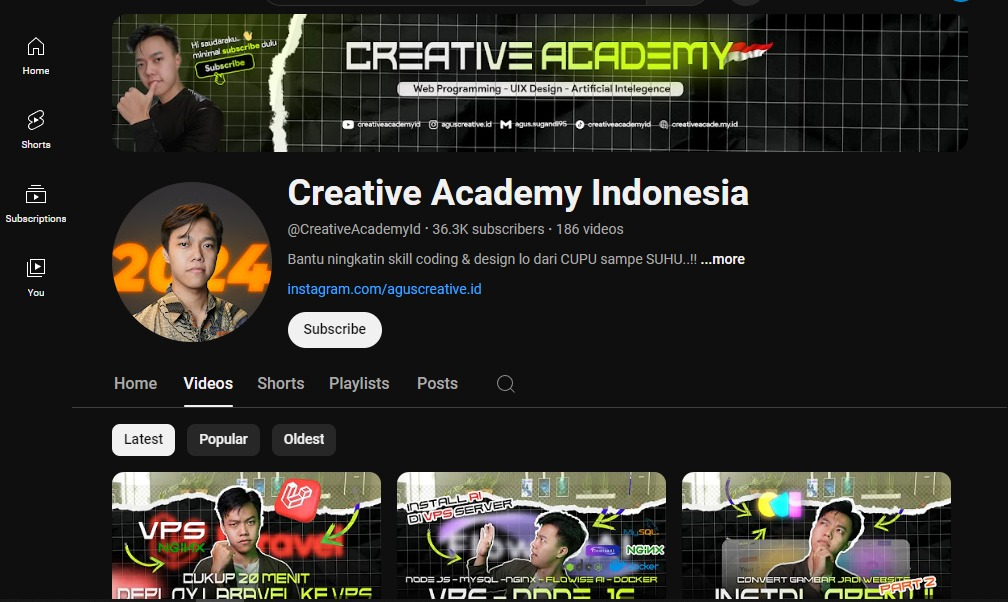 Hi saudaraku..
minimal subscribe dulu
Subscribe
CREATIVE ACADEMY
Web Programming - UIX Design - Artificial Intelegence
creativeacademyid aguscreative.id agus.sugandi95 creativeacademyid creativeacade.my.id
Home
Shorts
Subscriptions
You
2024
Creative Academy Indonesia
@CreativeAcademyId · 36.3K subscribers · 186 videos
Bantu ningkatin skill coding & design lo dari CUPU sampe SUHU..!! ...more
instagram.com/aguscreative.id
Subscribe
Home Videos Shorts Playlists Posts
Latest Popular Oldest
VPS
NGINX
CUKUP 20 MENIT
DEPLOY LARAVEL KE VPS
INSTALL AI
DI VPS SERVER
MySQL
NGINX
docker
NODE JS - MYSQL - NGINX - FLOWISE AI - DOCKER
VPS - NODE JS
CONVERT GAMBAR JADI WEBSITE
PART 2
INSTAL